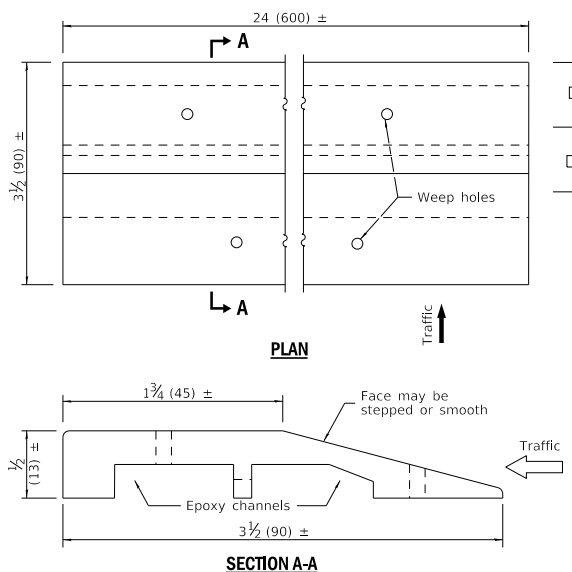 24 (600) ±
A
3½ (90) ±
Weep holes
A
Traffic
PLAN
1¾ (45) ±
Face may be
stepped or smooth
½
(13) ±
Traffic
Epoxy channels
3½ (90) ±
SECTION A-A